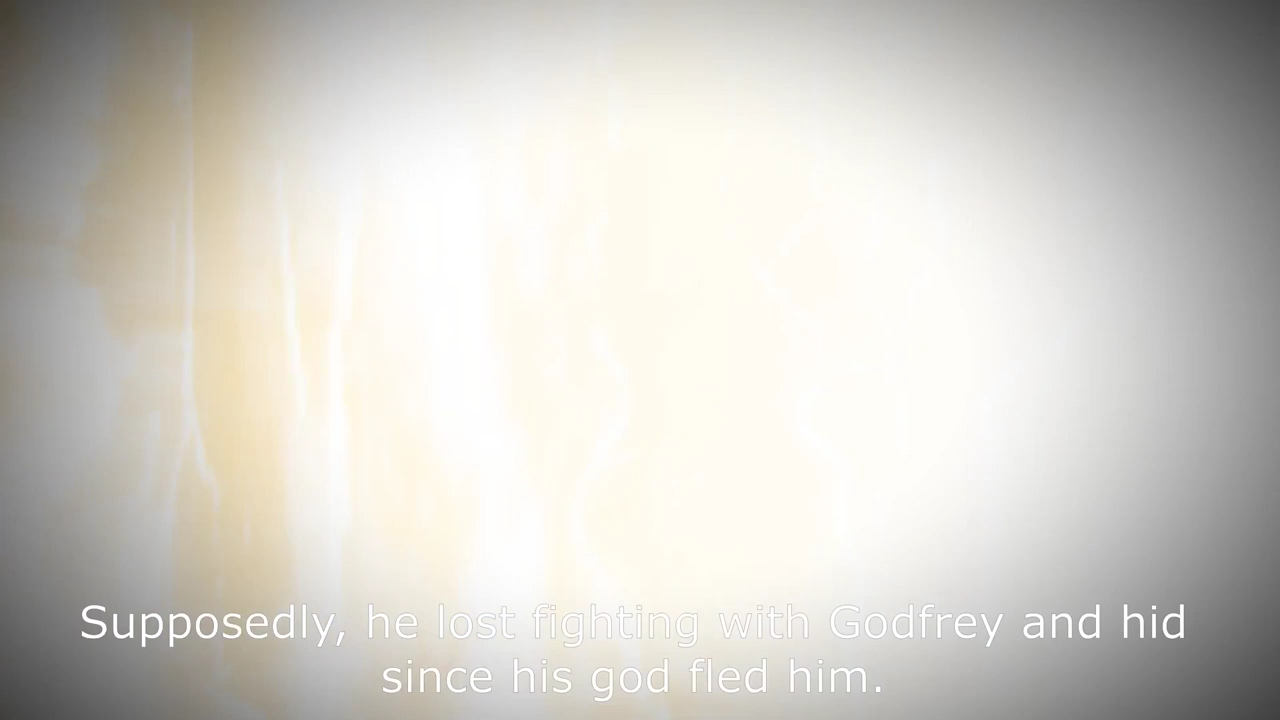 Supposedly, he lost fighting with Godfrey and hid
since his god fled him.